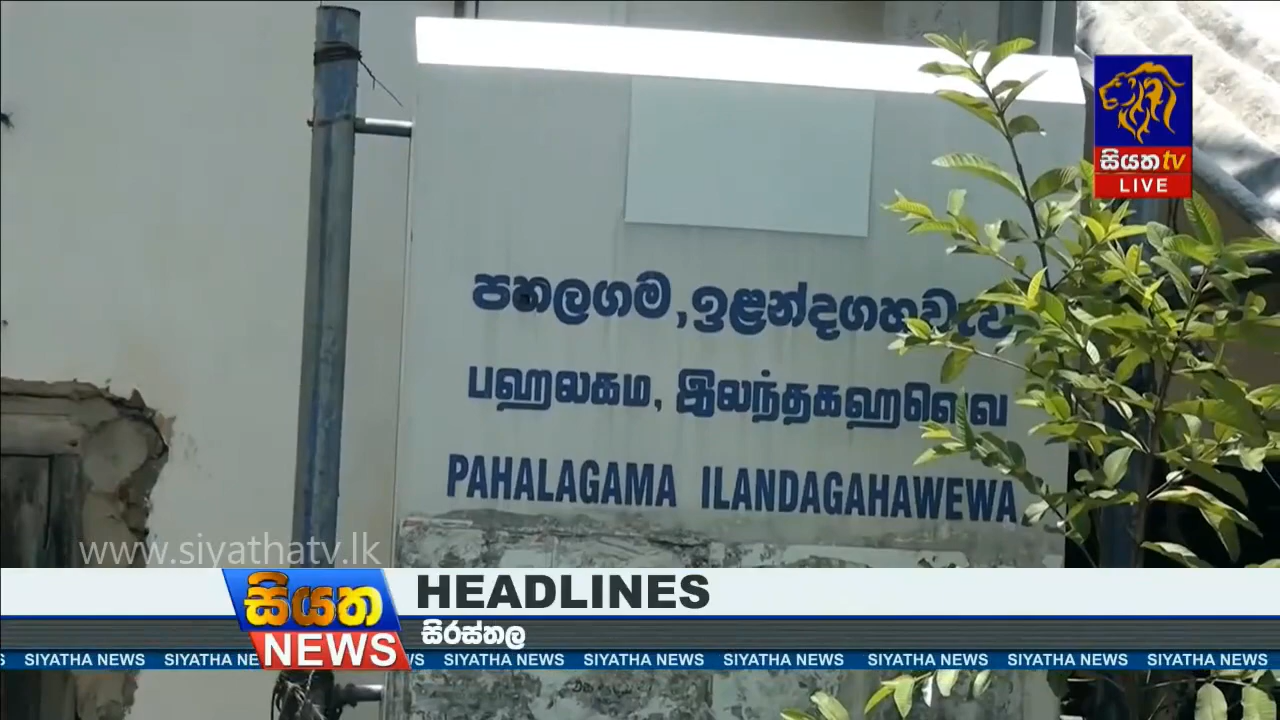 සියත tv
LIVE
පහලගම, ඉළන්දගහවැව
பஹலகம, இலந்தகஹவெவ
PAHALAGAMA ILANDAGAHAWEWA
www.siyathatv.lk
සියත
NEWS
HEADLINES
සිරස්තල
SIYATHA NEWS SIYATHA NEWS SIYATHA NEWS SIYATHA NEWS SIYATHA NEWS SIYATHA NEWS SIYATHA NEWS